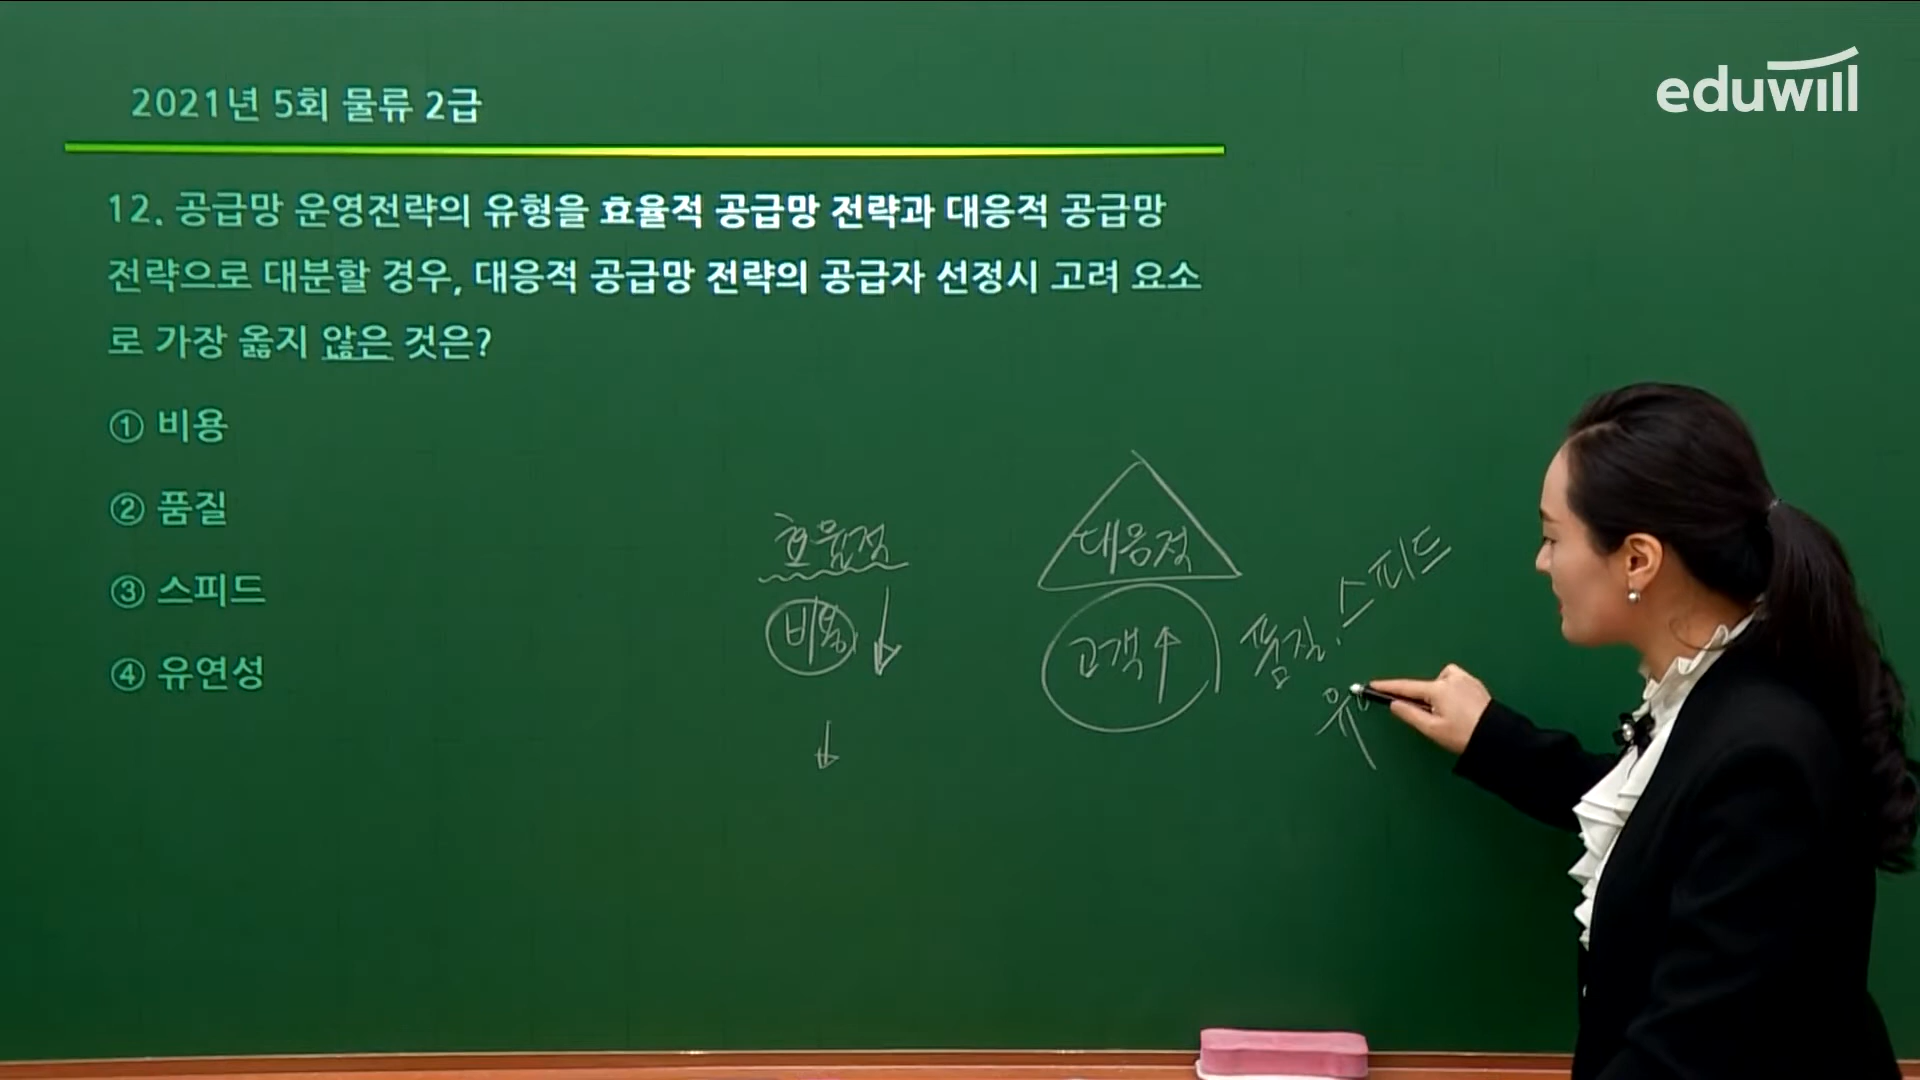 eduwill
2021년 5회 물류 2급
12. 공급망 운영전략의 유형을 효율적 공급망 전략과 대응적 공급망
전략으로 대분할 경우, 대응적 공급망 전략의 공급자 선정시 고려 요소
로 가장 옳지 않은 것은?
① 비용
② 품질
③ 스피드
④ 유연성
효율적
비용 ↓
↓
대응적
고객 ↑
품질, 스피드
유